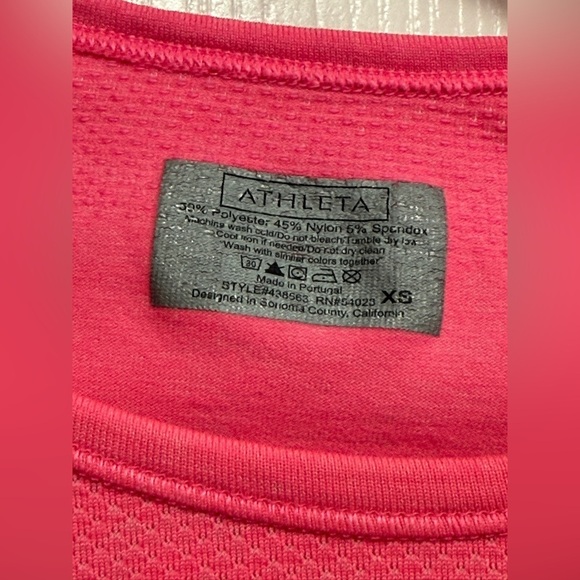 ATHLETA
Polyester 45% Nylon 5% Spandex
Machine wash cold/Do not bleach/Tumble dry low
Cool iron if needed/Do not dry clean
Wash with similar colors together
30
Made in Portugal
STYLE#438563 RN#54023 XS
Designed in Sonoma County, California